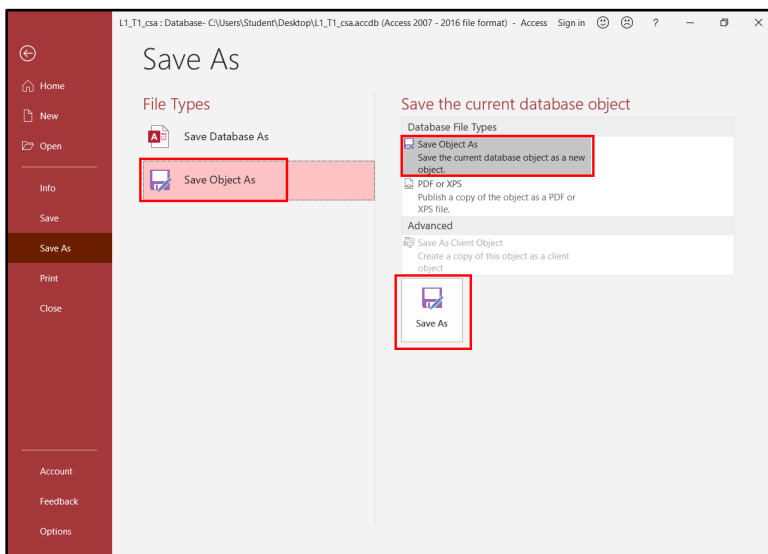 L1_T1_csa : Database- C:\Users\Student\Desktop\L1_T1_csa.accdb (Access 2007 - 2016 file format) - Access Sign in ?
Save As
Home
New
Open
Info
Save
Save As
Print
Close
Account
Feedback
Options
File Types
Save Database As
Save Object As
Save the current database object
Database File Types
Save Object As
Save the current database object as a new
object.
PDF or XPS
Publish a copy of the object as a PDF or
XPS file.
Advanced
Save As Client Object
Create a copy of this object as a client
object
Save As